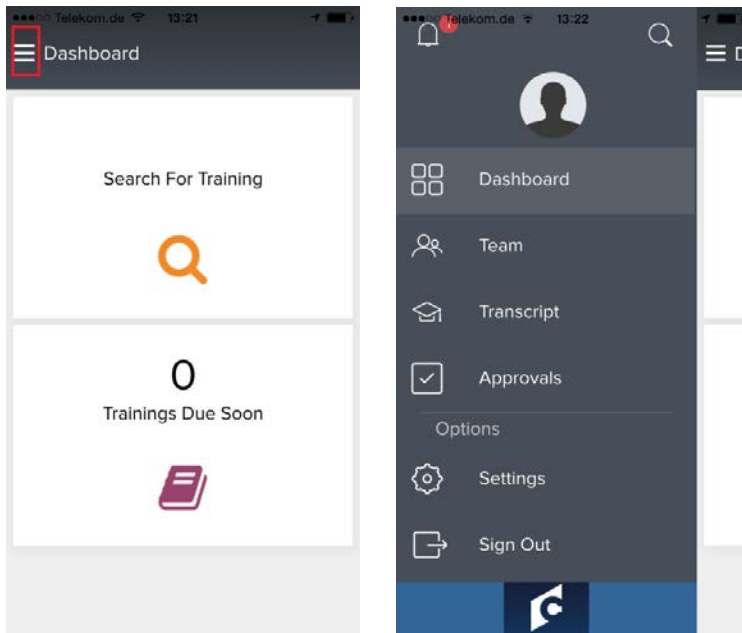 Telekom.de 13:21
Dashboard
Search For Training
0
Trainings Due Soon
Telekom.de 13:22
Dashboard
Team
Transcript
Approvals
Options
Settings
Sign Out